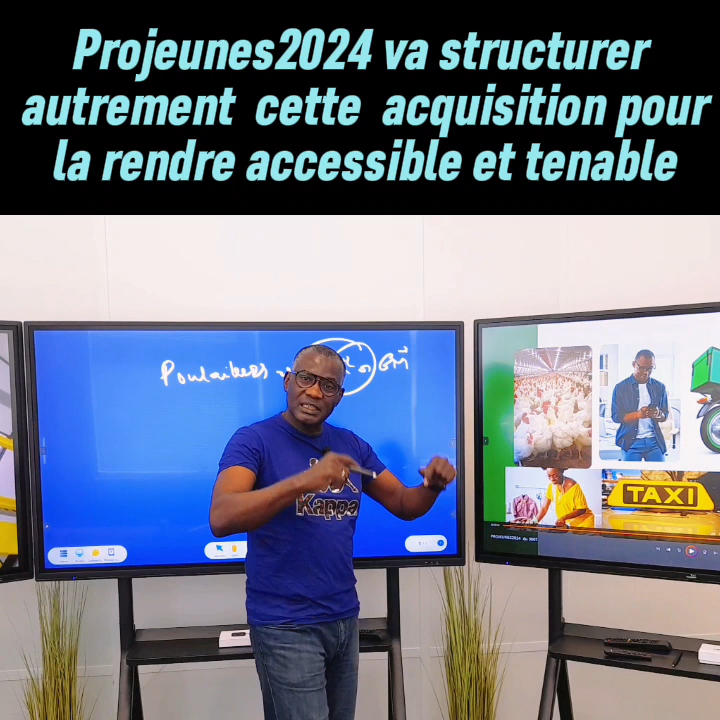 Projeunes2024 va structurer
autrement cette acquisition pour
la rendre accessible et tenable
Poulaillers
Kappa
TAXI